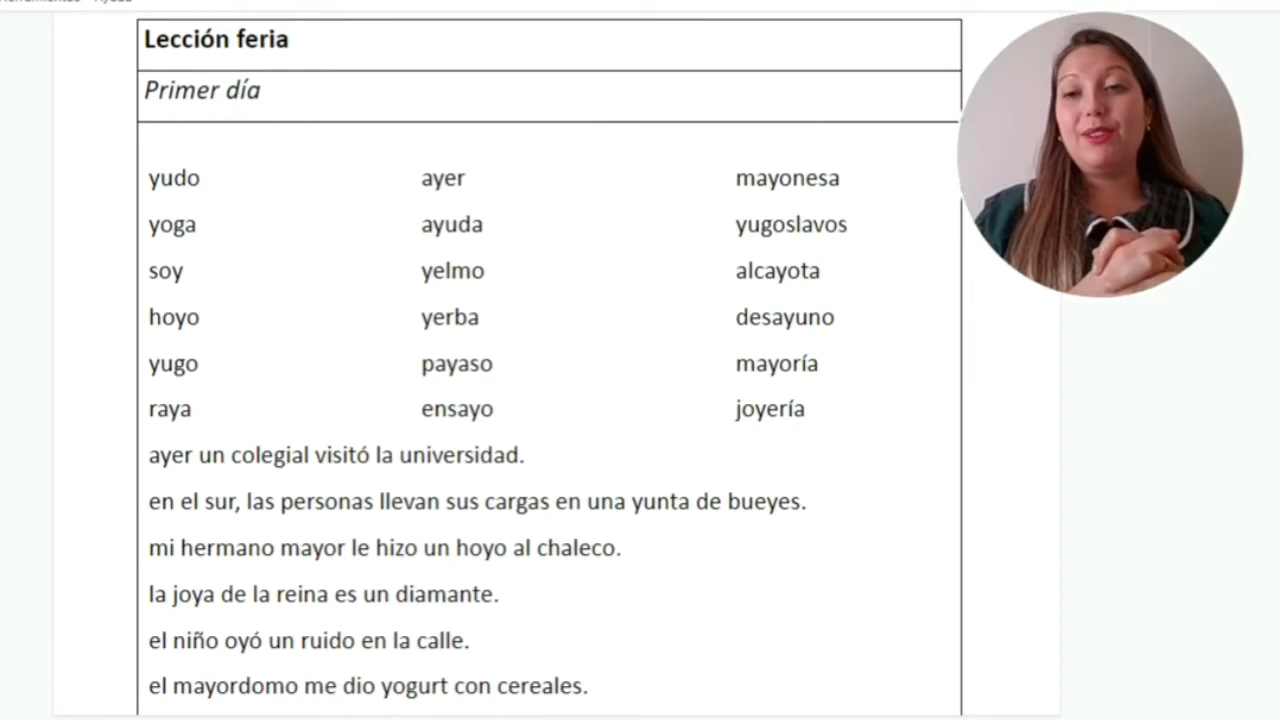 Lección feria
Primer día
yudo ayer mayonesa
yoga ayuda yugoslavos
soy yelmo alcayota
hoyo yerba desayuno
yugo payaso mayoría
raya ensayo joyería
ayer un colegial visitó la universidad.
en el sur, las personas llevan sus cargas en una yunta de bueyes.
mi hermano mayor le hizo un hoyo al chaleco.
la joya de la reina es un diamante.
el niño oyó un ruido en la calle.
el mayordomo me dio yogurt con cereales.